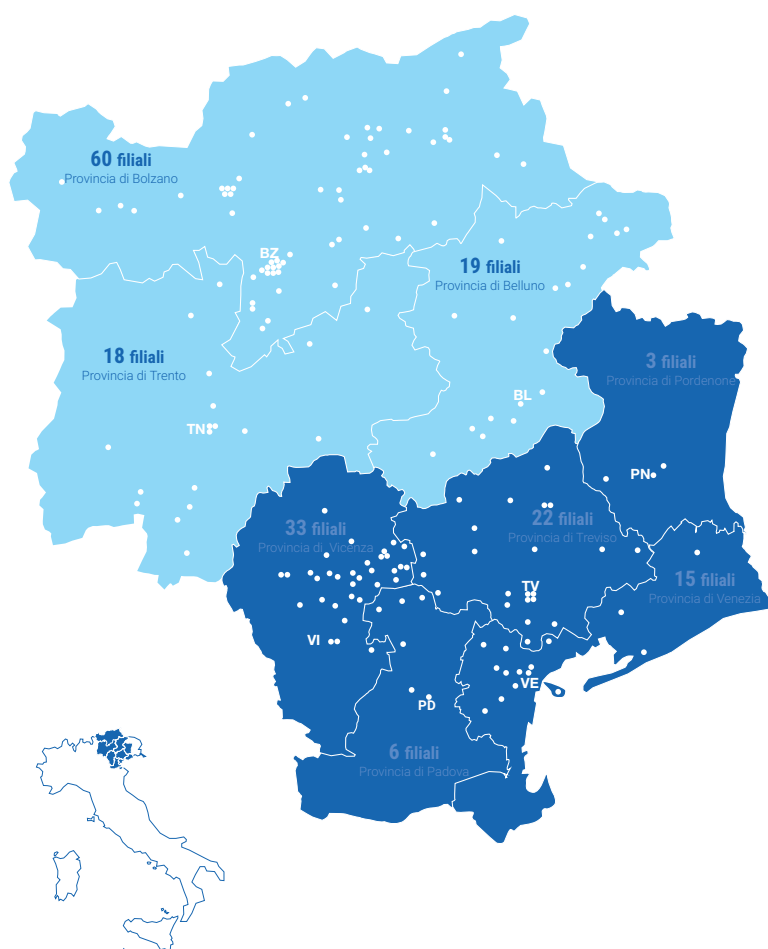 60 filiali
Provincia di Bolzano
BZ
19 filiali
Provincia di Belluno
18 filiali
Provincia di Trento
3 filiali
Provincia di Pordenone
BL
TN
PN
33 filiali
Provincia di Vicenza
22 filiali
Provincia di Treviso
15 filiali
Provincia di Venezia
TV
VI
VE
PD
6 filiali
Provincia di Padova